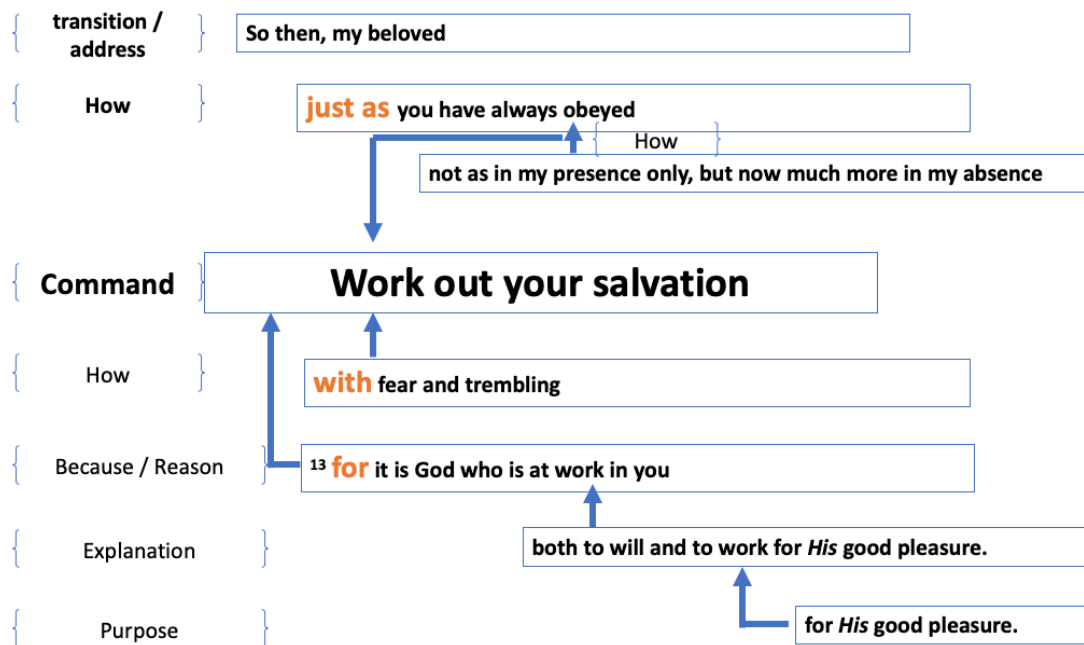 transition /
address
So then, my beloved
How
just as you have always obeyed
How
not as in my presence only, but now much more in my absence
Command
Work out your salvation
How
with fear and trembling
Because / Reason
13 for it is God who is at work in you
Explanation
both to will and to work for His good pleasure.
Purpose
for His good pleasure.